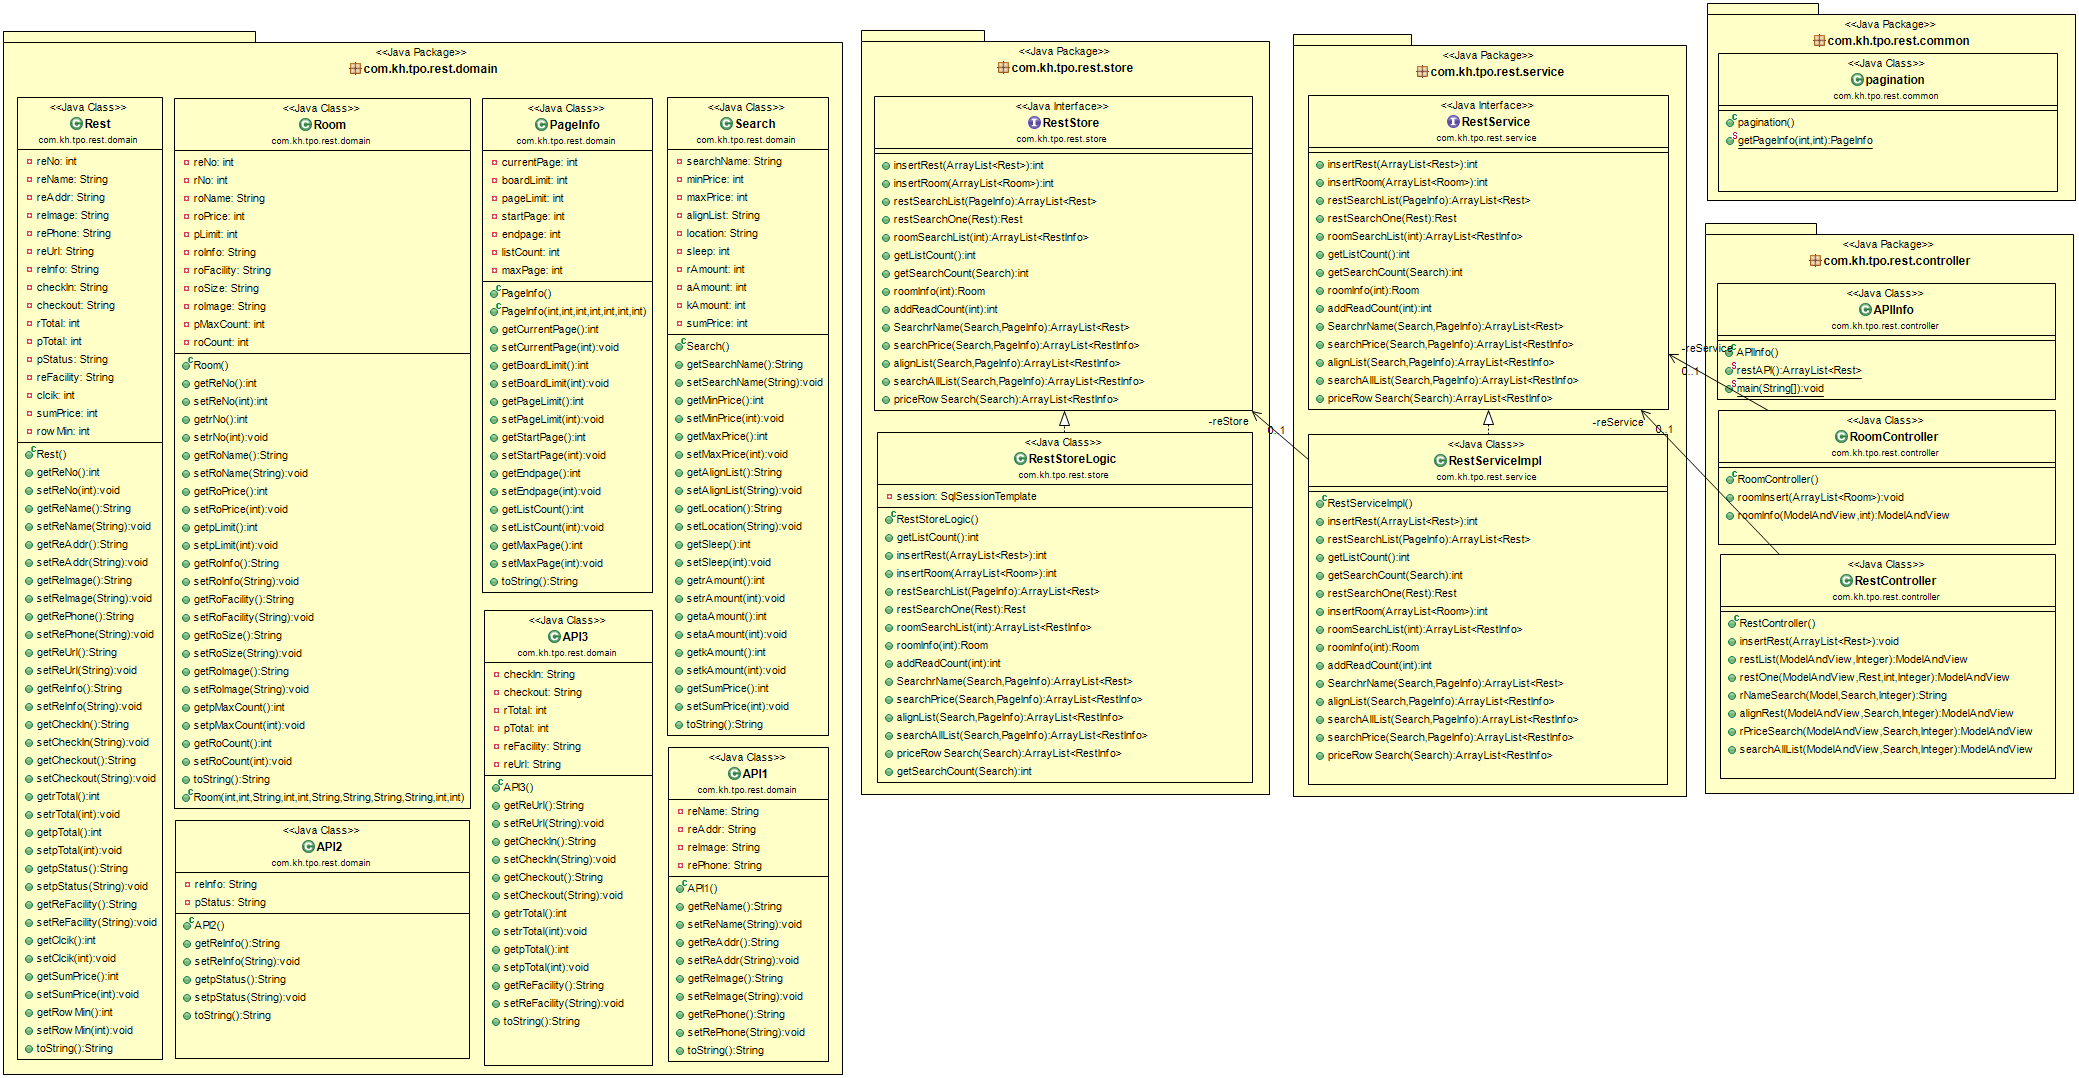 <<Java Package>>
com.kh.tpo.rest.domain
<<Java Class>>
Rest
com.kh.tpo.rest.domain
reNo: int
reName: String
reAddr: String
reImage: String
rePhone: String
reUrl: String
reInfo: String
checkIn: String
checkout: String
rTotal: int
pTotal: int
pStatus: String
reFacility: String
clcik: int
sumPrice: int
rowMin: int
Rest()
getReNo():int
setReNo(int):void
getReName():String
setReName(String):void
getReAddr():String
setReAddr(String):void
getReImage():String
setReImage(String):void
getRePhone():String
setRePhone(String):void
getReUrl():String
setReUrl(String):void
getReInfo():String
setReInfo(String):void
getCheckIn():String
setCheckIn(String):void
getCheckout():String
setCheckout(String):void
getrTotal():int
setrTotal(int):void
getpTotal():int
setpTotal(int):void
getpStatus():String
setpStatus(String):void
getReFacility():String
setReFacility(String):void
getClcik():int
setClcik(int):void
getSumPrice():int
setSumPrice(int):void
getRowMin():int
setRowMin(int):void
toString():String
<<Java Class>>
Room
com.kh.tpo.rest.domain
reNo: int
rNo: int
roName: String
roPrice: int
pLimit: int
roInfo: String
roFacility: String
roSize: String
roImage: String
pMaxCount: int
roCount: int
Room()
getReNo():int
setReNo(int):int
getrNo():int
setrNo(int):void
getRoName():String
setRoName(String):void
getRoPrice():int
setRoPrice(int):void
getpLimit():int
setpLimit(int):void
getRoInfo():String
setRoInfo(String):void
getRoFacility():String
setRoFacility(String):void
getRoSize():String
setRoSize(String):void
getRoImage():String
setRoImage(String):void
getpMaxCount():int
setpMaxCount(int):void
getRoCount():int
setRoCount(int):void
toString():String
Room(int,int,String,int,int,String,String,String,String,int,int)
<<Java Class>>
API2
com.kh.tpo.rest.domain
reInfo: String
pStatus: String
API2()
getReInfo():String
setReInfo(String):void
getpStatus():String
setpStatus(String):void
toString():String
<<Java Class>>
PageInfo
com.kh.tpo.rest.domain
currentPage: int
boardLimit: int
pageLimit: int
startPage: int
endpage: int
listCount: int
maxPage: int
PageInfo()
PageInfo(int,int,int,int,int,int,int)
getCurrentPage():int
setCurrentPage(int):void
getBoardLimit():int
setBoardLimit(int):void
getPageLimit():int
setPageLimit(int):void
getStartPage():int
setStartPage(int):void
getEndpage():int
setEndpage(int):void
getListCount():int
setListCount(int):void
getMaxPage():int
setMaxPage(int):void
toString():String
<<Java Class>>
API3
com.kh.tpo.rest.domain
checkIn: String
checkout: String
rTotal: int
pTotal: int
reFacility: String
reUrl: String
API3()
getReUrl():String
setReUrl(String):void
getCheckIn():String
setCheckIn(String):void
getCheckout():String
setCheckout(String):void
getrTotal():int
setrTotal(int):void
getpTotal():int
setpTotal(int):void
getReFacility():String
setReFacility(String):void
toString():String
<<Java Class>>
Search
com.kh.tpo.rest.domain
searchName: String
minPrice: int
maxPrice: int
alignList: String
location: String
sleep: int
rAmount: int
aAmount: int
kAmount: int
sumPrice: int
Search()
getSearchName():String
setSearchName(String):void
getMinPrice():int
setMinPrice(int):void
getMaxPrice():int
setMaxPrice(int):void
getAlignList():String
setAlignList(String):void
getLocation():String
setLocation(String):void
getSleep():int
setSleep(int):void
getrAmount():int
setrAmount(int):void
getaAmount():int
setaAmount(int):void
getkAmount():int
setkAmount(int):void
getSumPrice():int
setSumPrice(int):void
toString():String
<<Java Class>>
API1
com.kh.tpo.rest.domain
reName: String
reAddr: String
reImage: String
rePhone: String
API1()
getReName():String
setReName(String):void
getReAddr():String
setReAddr(String):void
getReImage():String
setReImage(String):void
getRePhone():String
setRePhone(String):void
toString():String
<<Java Package>>
com.kh.tpo.rest.store
<<Java Interface>>
RestStore
com.kh.tpo.rest.store
insertRest(ArrayList<Rest>):int
insertRoom(ArrayList<Room>):int
restSearchList(PageInfo):ArrayList<Rest>
restSearchOne(Rest):Rest
roomSearchList(int):ArrayList<RestInfo>
getListCount():int
getSearchCount(Search):int
roomInfo(int):Room
addReadCount(int):int
SearchrName(Search,PageInfo):ArrayList<Rest>
searchPrice(Search,PageInfo):ArrayList<RestInfo>
alignList(Search,PageInfo):ArrayList<RestInfo>
searchAllList(Search,PageInfo):ArrayList<RestInfo>
priceRowSearch(Search):ArrayList<RestInfo>
-reStore
0..1
<<Java Class>>
RestStoreLogic
com.kh.tpo.rest.store
session: SqlSessionTemplate
RestStoreLogic()
getListCount():int
insertRest(ArrayList<Rest>):int
insertRoom(ArrayList<Room>):int
restSearchList(PageInfo):ArrayList<Rest>
restSearchOne(Rest):Rest
roomSearchList(int):ArrayList<RestInfo>
roomInfo(int):Room
addReadCount(int):int
SearchrName(Search,PageInfo):ArrayList<Rest>
searchPrice(Search,PageInfo):ArrayList<RestInfo>
alignList(Search,PageInfo):ArrayList<RestInfo>
searchAllList(Search,PageInfo):ArrayList<RestInfo>
priceRowSearch(Search):ArrayList<RestInfo>
getSearchCount(Search):int
<<Java Package>>
com.kh.tpo.rest.service
<<Java Interface>>
RestService
com.kh.tpo.rest.service
insertRest(ArrayList<Rest>):int
insertRoom(ArrayList<Room>):int
restSearchList(PageInfo):ArrayList<Rest>
restSearchOne(Rest):Rest
roomSearchList(int):ArrayList<RestInfo>
getListCount():int
getSearchCount(Search):int
roomInfo(int):Room
addReadCount(int):int
SearchrName(Search,PageInfo):ArrayList<Rest>
searchPrice(Search,PageInfo):ArrayList<RestInfo>
alignList(Search,PageInfo):ArrayList<RestInfo>
searchAllList(Search,PageInfo):ArrayList<RestInfo>
priceRowSearch(Search):ArrayList<RestInfo>
-reService
0..1
-reService
0..1
<<Java Class>>
RestServiceImpl
com.kh.tpo.rest.service
RestServiceImpl()
insertRest(ArrayList<Rest>):int
restSearchList(PageInfo):ArrayList<Rest>
getListCount():int
getSearchCount(Search):int
restSearchOne(Rest):Rest
insertRoom(ArrayList<Room>):int
roomSearchList(int):ArrayList<RestInfo>
roomInfo(int):Room
addReadCount(int):int
SearchrName(Search,PageInfo):ArrayList<Rest>
alignList(Search,PageInfo):ArrayList<RestInfo>
searchAllList(Search,PageInfo):ArrayList<RestInfo>
searchPrice(Search,PageInfo):ArrayList<RestInfo>
priceRowSearch(Search):ArrayList<RestInfo>
<<Java Package>>
com.kh.tpo.rest.common
<<Java Class>>
pagination
com.kh.tpo.rest.common
pagination()
getPageInfo(int,int):PageInfo
<<Java Package>>
com.kh.tpo.rest.controller
<<Java Class>>
APIInfo
com.kh.tpo.rest.controller
APIInfo()
restAPI():ArrayList<Rest>
main(String[]):void
<<Java Class>>
RoomController
com.kh.tpo.rest.controller
RoomController()
roomInsert(ArrayList<Room>):void
roomInfo(ModelAndView,int):ModelAndView
<<Java Class>>
RestController
com.kh.tpo.rest.controller
RestController()
insertRest(ArrayList<Rest>):void
restList(ModelAndView,Integer):ModelAndView
restOne(ModelAndView,Rest,int,Integer):ModelAndView
rNameSearch(Model,Search,Integer):String
alignRest(ModelAndView,Search,Integer):ModelAndView
rPriceSearch(ModelAndView,Search,Integer):ModelAndView
searchAllList(ModelAndView,Search,Integer):ModelAndView